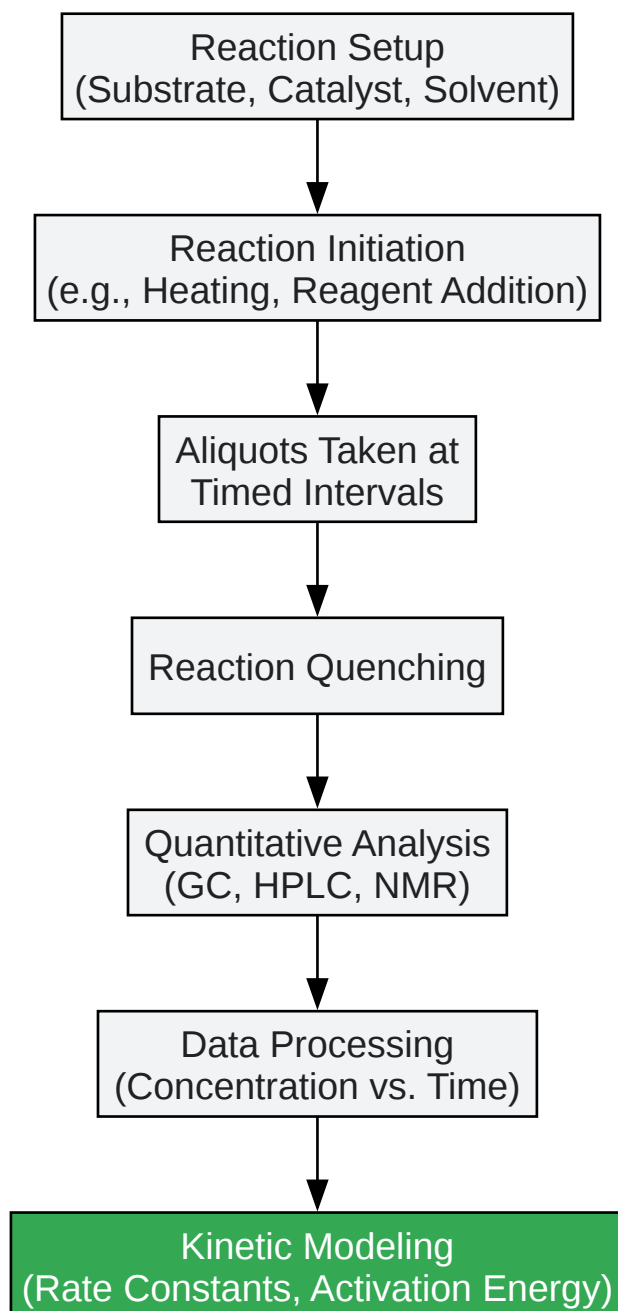 Reaction Setup
(Substrate, Catalyst, Solvent)
Reaction Initiation
(e.g., Heating, Reagent Addition)
Aliquots Taken at
Timed Intervals
Reaction Quenching
Quantitative Analysis
(GC, HPLC, NMR)
Data Processing
(Concentration vs. Time)
Kinetic Modeling
(Rate Constants, Activation Energy)